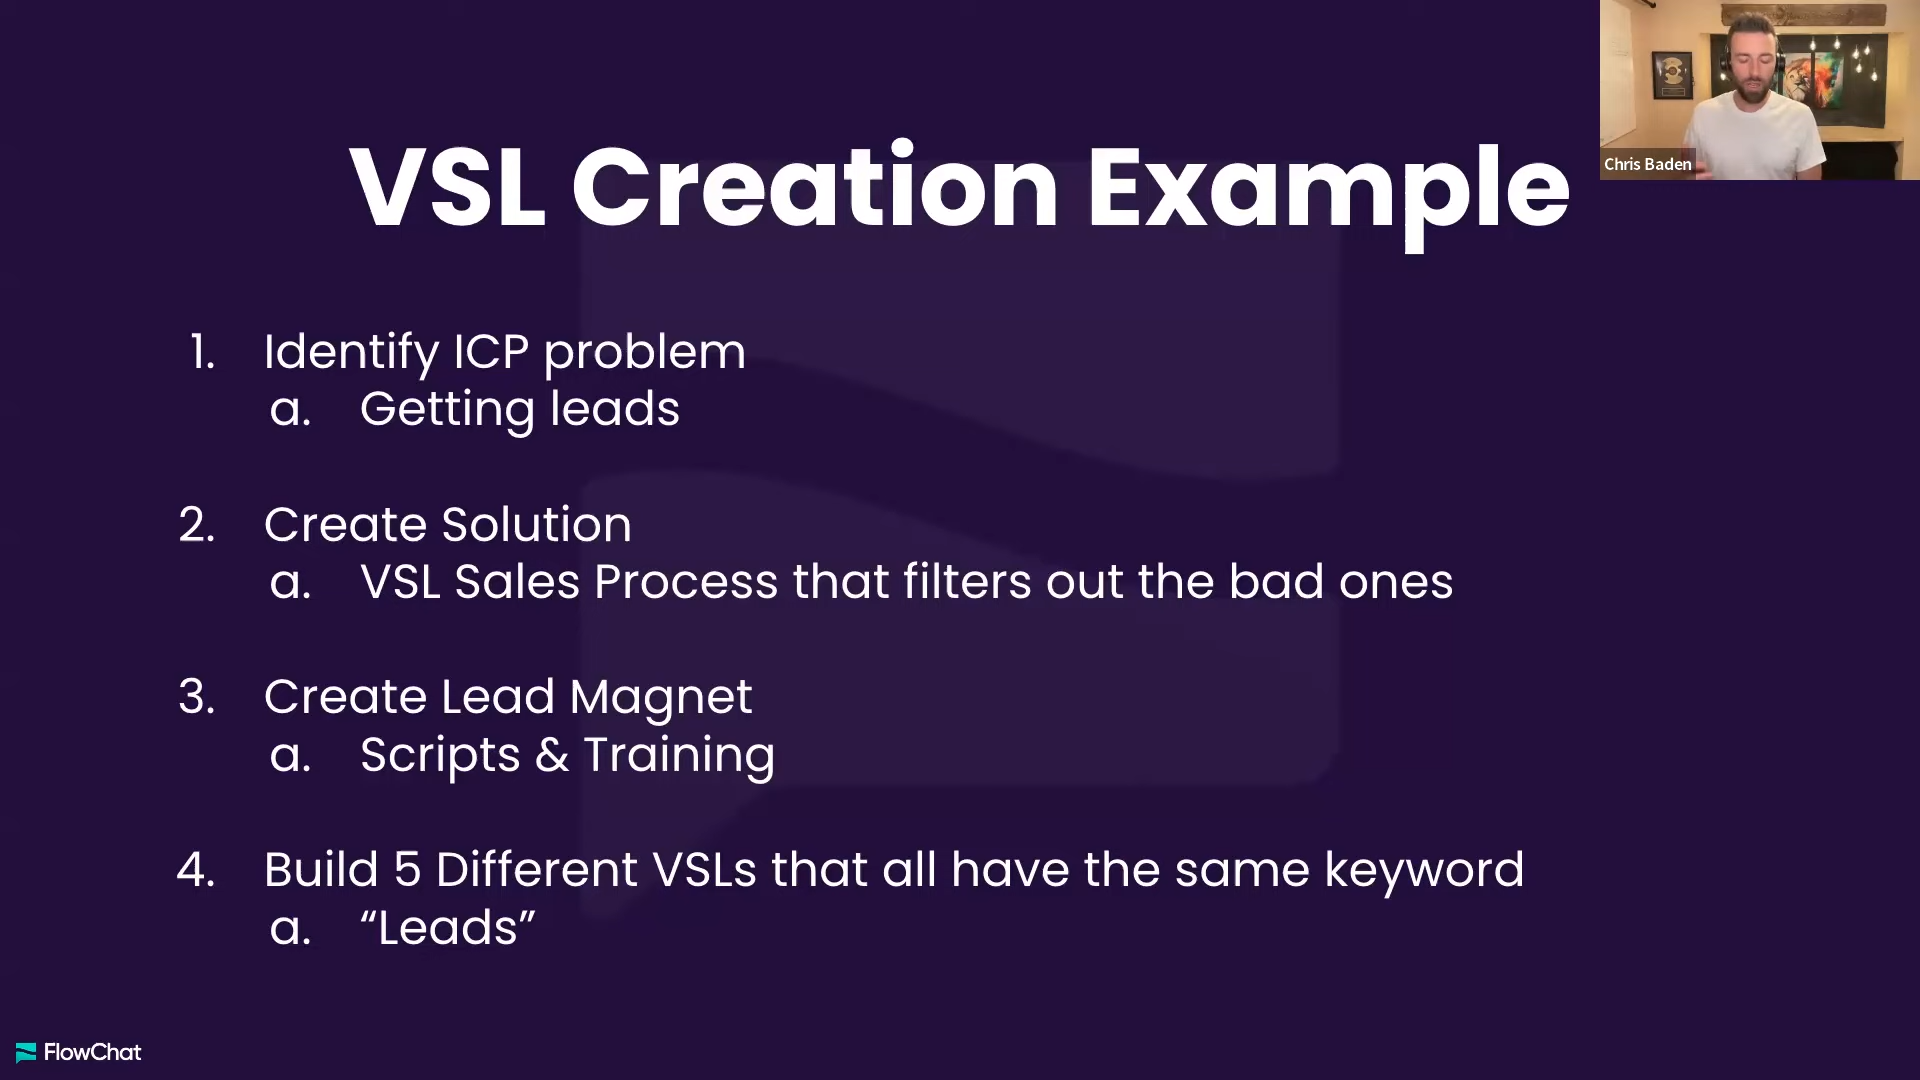 VSL Creation Example
Chris Baden
1. Identify ICP problem
a. Getting leads
2. Create Solution
a. VSL Sales Process that filters out the bad ones
3. Create Lead Magnet
a. Scripts & Training
4. Build 5 Different VSLs that all have the same keyword
a. “Leads”
FlowChat